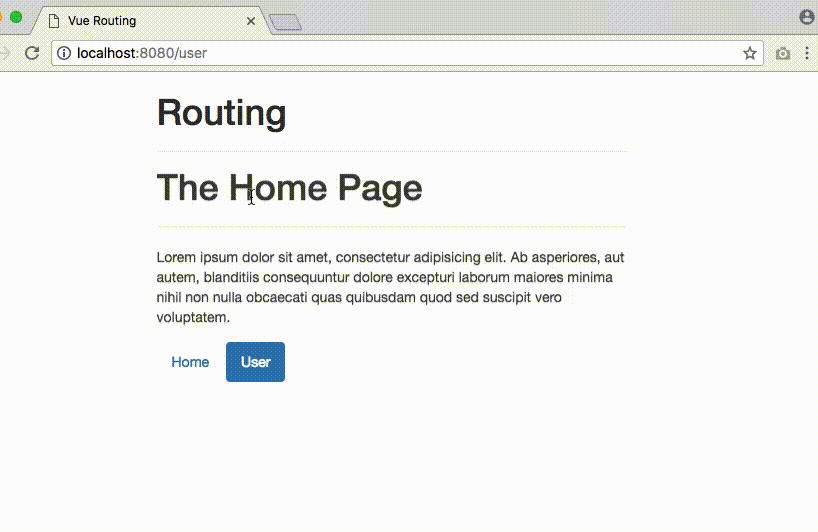 Vue Routing
localhost:8080/user
Routing
The Home Page
Lorem ipsum dolor sit amet, consectetur adipisicing elit. Ab asperiores, aut
autem, blanditiis consequuntur dolore excepturi laborum maiores minima
nihil non nulla obcaecati quas quibusdam quod sed suscipit vero
voluptatem.
Home User